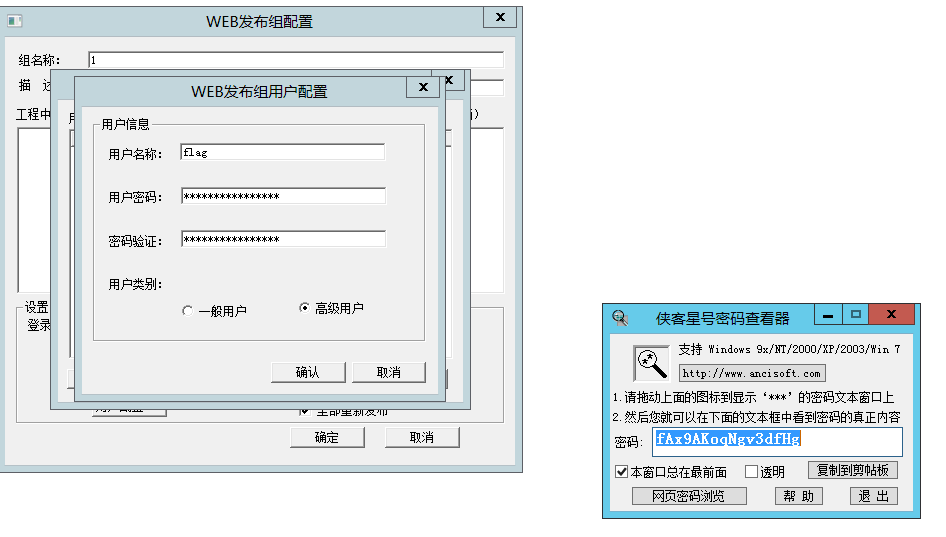 WEB发布组配置
x
组名称:
1
描 述
工程中
WEB发布组用户配置
x
x
用户信息
用户名称:
flag
用户密码:
****************
密码验证:
****************
用户类别:
一般用户
高级用户
确认
取消
设置
登录
全部重新发布
确定
取消
侠客星号密码查看器
x
支持 Windows 9x/NT/2000/XP/2003/Win 7
http://www.ancisoft.com
1.请拖动上面的图标到显示‘***’的密码文本窗口上
2.然后您就可以在下面的文本框中看到密码的真正内容
密码:
fAx9AKoqNgv3dfHg
本窗口总在最前面
透明
复制到剪帖板
网页密码浏览
帮 助
退 出